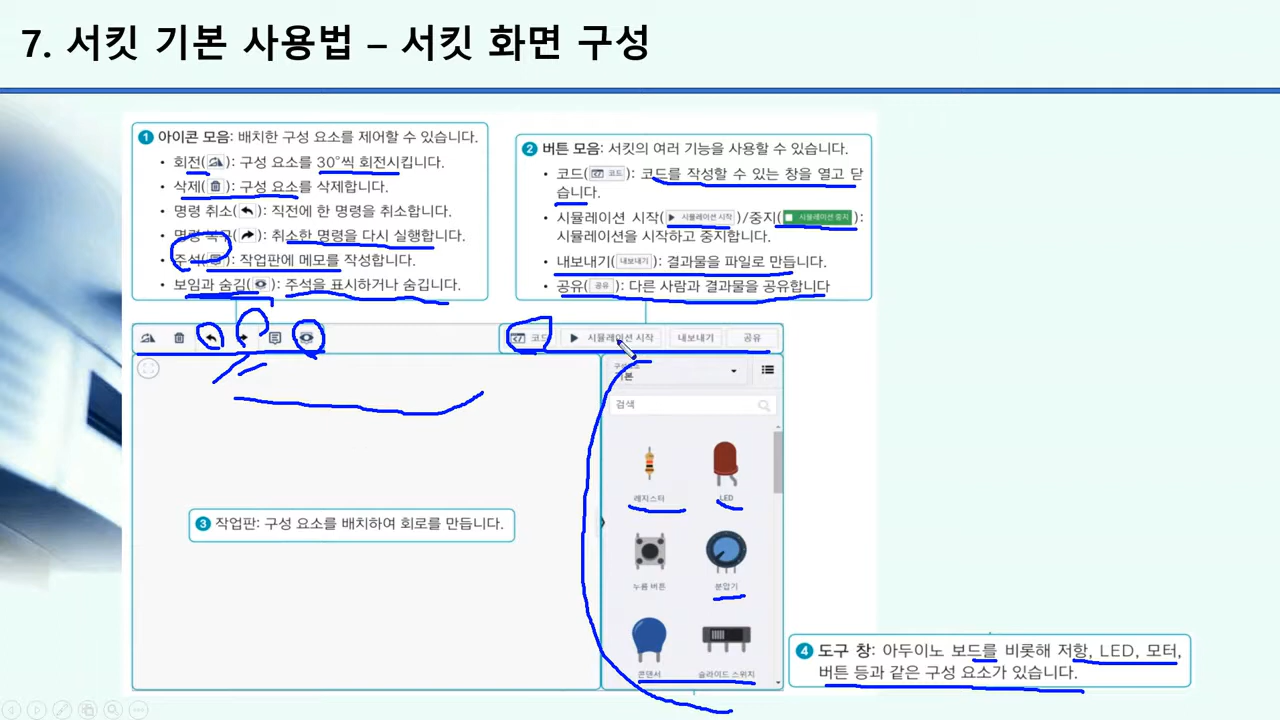 7. 서킷 기본 사용법 – 서킷 화면 구성
1 아이콘 모음: 배치한 구성 요소를 제어할 수 있습니다.
• 회전( ): 구성 요소를 30°씩 회전시킵니다.
• 삭제( ): 구성 요소를 삭제합니다.
• 명령 취소( ): 직전에 한 명령을 취소합니다.
• 명령 복구( ): 취소한 명령을 다시 실행합니다.
• 주석( ): 작업판에 메모를 작성합니다.
• 보임과 숨김( ): 주석을 표시하거나 숨깁니다.
2 버튼 모음: 서킷의 여러 기능을 사용할 수 있습니다.
• 코드( 코드): 코드를 작성할 수 있는 창을 열고 닫
습니다.
• 시뮬레이션 시작( 시뮬레이션 시작)/중지( 시뮬레이션 중지):
시뮬레이션을 시작하고 중지합니다.
• 내보내기(내보내기): 결과물을 파일로 만듭니다.
• 공유(공유): 다른 사람과 결과물을 공유합니다
코드 시뮬레이션 시작 내보내기 공유
기본
검색
레지스터 LED
3 작업판: 구성 요소를 배치하여 회로를 만듭니다.
누름 버튼 분압기
콘덴서 슬라이드 스위치
4 도구 창: 아두이노 보드를 비롯해 저항, LED, 모터,
버튼 등과 같은 구성 요소가 있습니다.